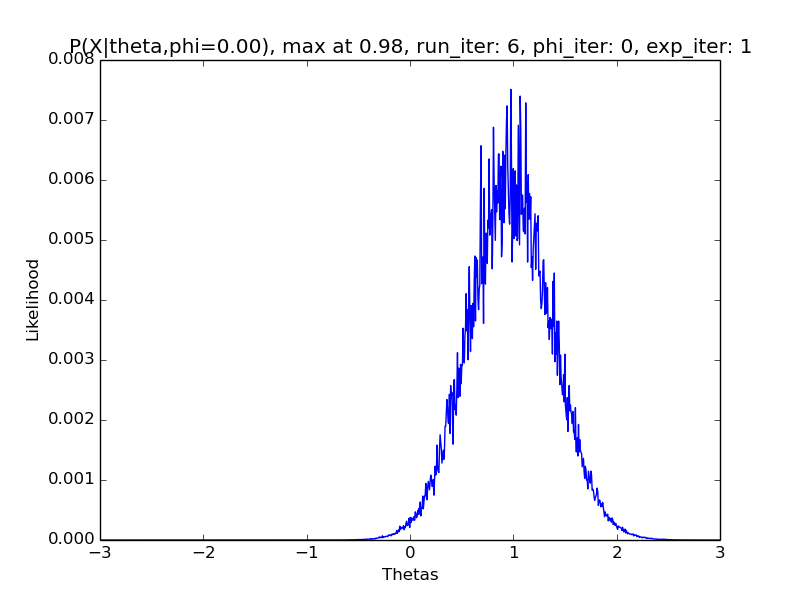 P(X|theta,phi=0.00), max at 0.98, run_iter: 6, phi_iter: 0, exp_iter: 1
0.008
0.007
0.006
0.005
0.004
0.003
0.002
0.001
0.000
Likelihood
−3 −2 −1 0 1 2 3
Thetas